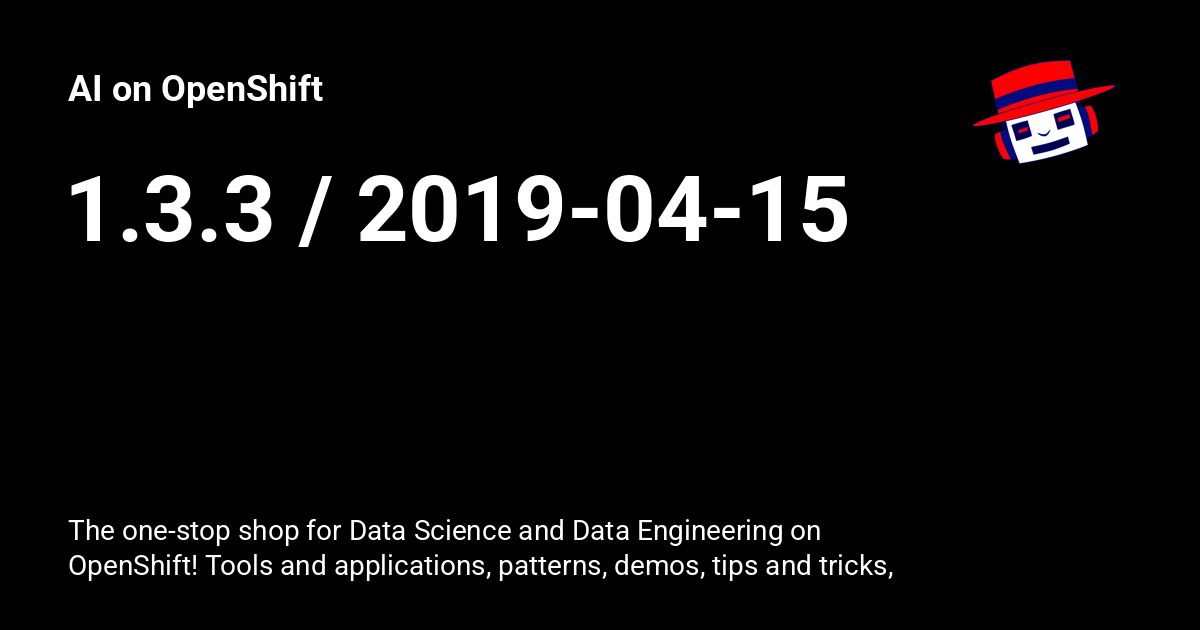 AI on OpenShift
1.3.3 / 2019-04-15
The one-stop shop for Data Science and Data Engineering on
OpenShift! Tools and applications, patterns, demos, tips and tricks,